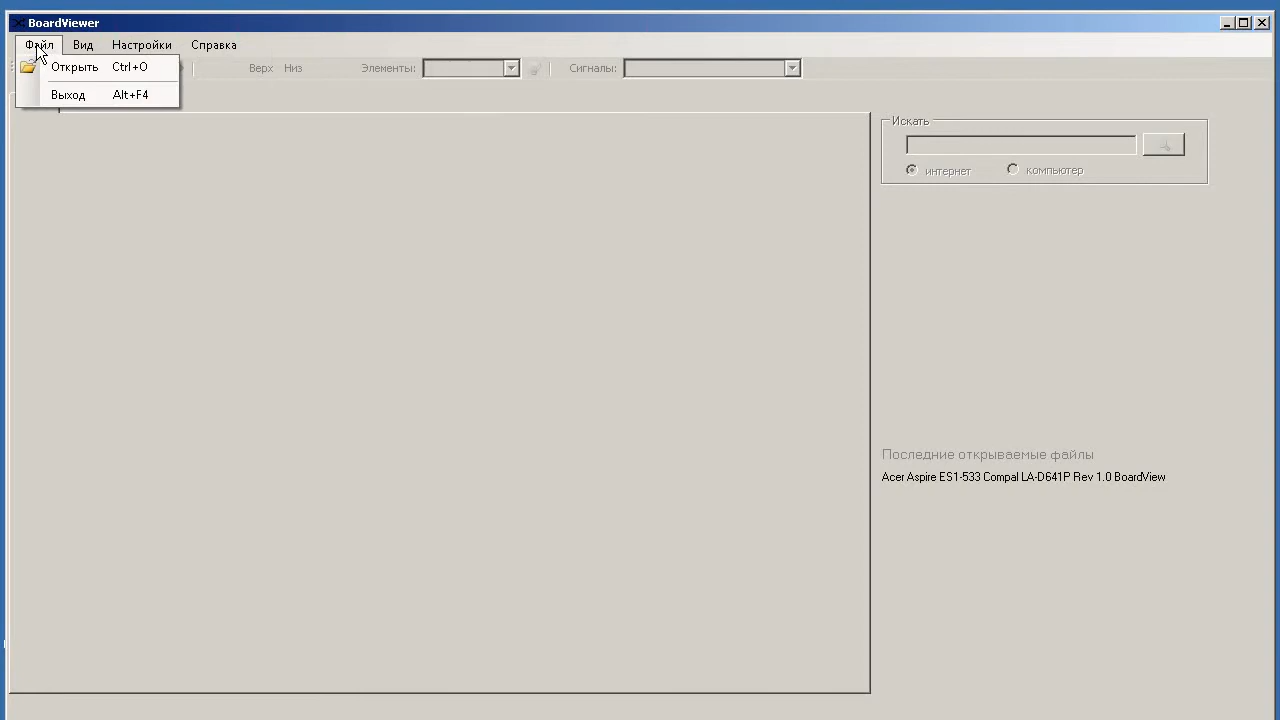 BoardViewer
Файл Вид Настройки Справка
Открыть Ctrl+O
Верх Низ Элементы: Сигналы:
Выход Alt+F4
Искать
интернет компьютер
Последние открываемые файлы
Acer Aspire ES1-533 Compal LA-D641P Rev 1.0 BoardView